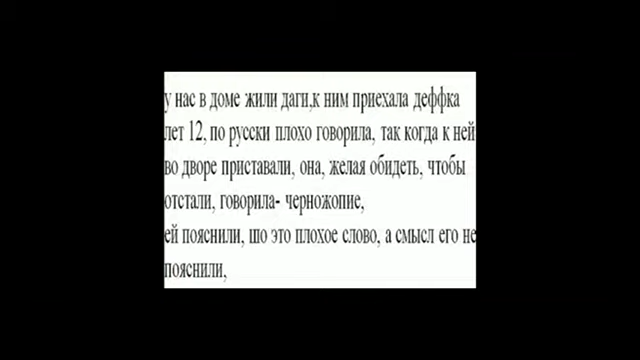 у нас в доме жили даги,к ним приехала деффка
лет 12, по русски плохо говорила, так когда к ней
во дворе приставали, она, желая обидеть, чтобы
отстали, говорила- черножопие,
ей пояснили, шо это плохое слово, а смысл его не
пояснили,